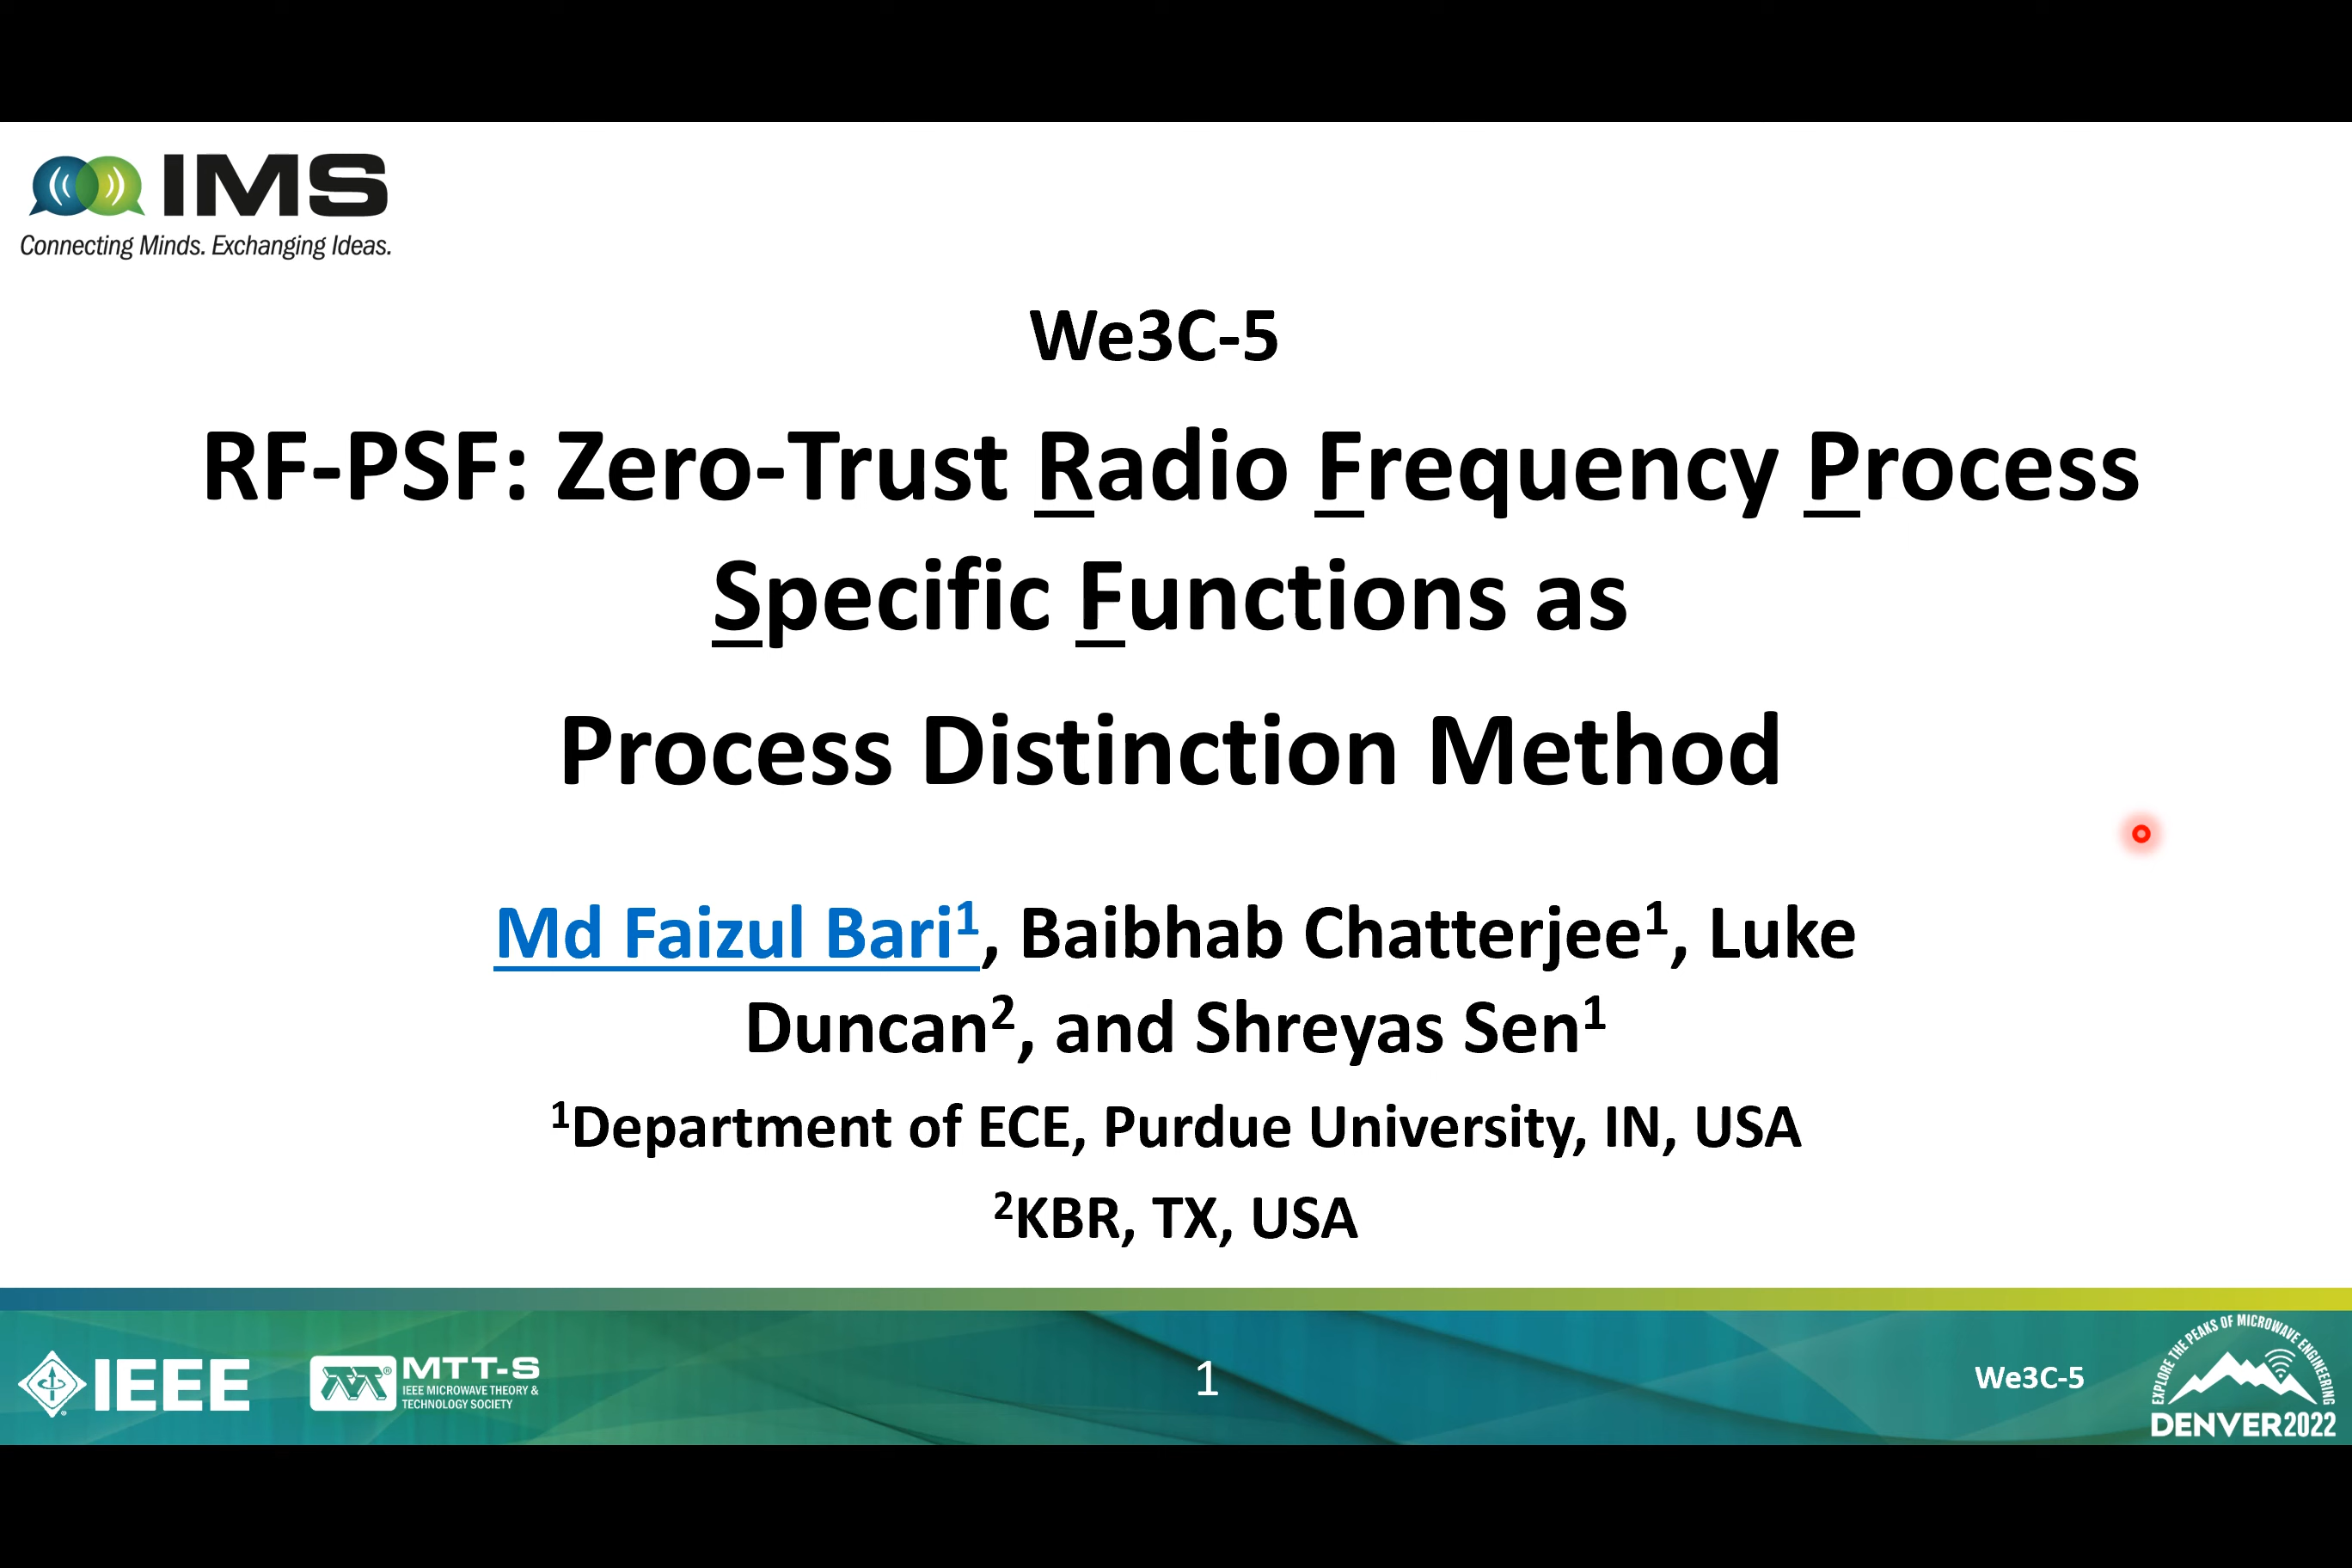 IMS
Connecting Minds. Exchanging Ideas.
We3C-5
RF-PSF: Zero-Trust Radio Frequency Process
Specific Functions as
Process Distinction Method
Md Faizul Bari¹, Baibhab Chatterjee¹, Luke
Duncan², and Shreyas Sen¹
¹Department of ECE, Purdue University, IN, USA
²KBR, TX, USA
IEEE
MTT-S
IEEE MICROWAVE THEORY &
TECHNOLOGY SOCIETY
1
We3C-5
EXPLORE THE PEAKS OF MICROWAVE ENGINEERING
DENVER2022